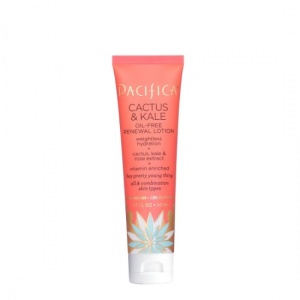 PACIFICA
CACTUS
& KALE
OIL-FREE
RENEWAL LOTION
weightless
hydration
cactus, kale &
rose extract
vitamin enriched
hey pretty young thing
oil & combination
skin types